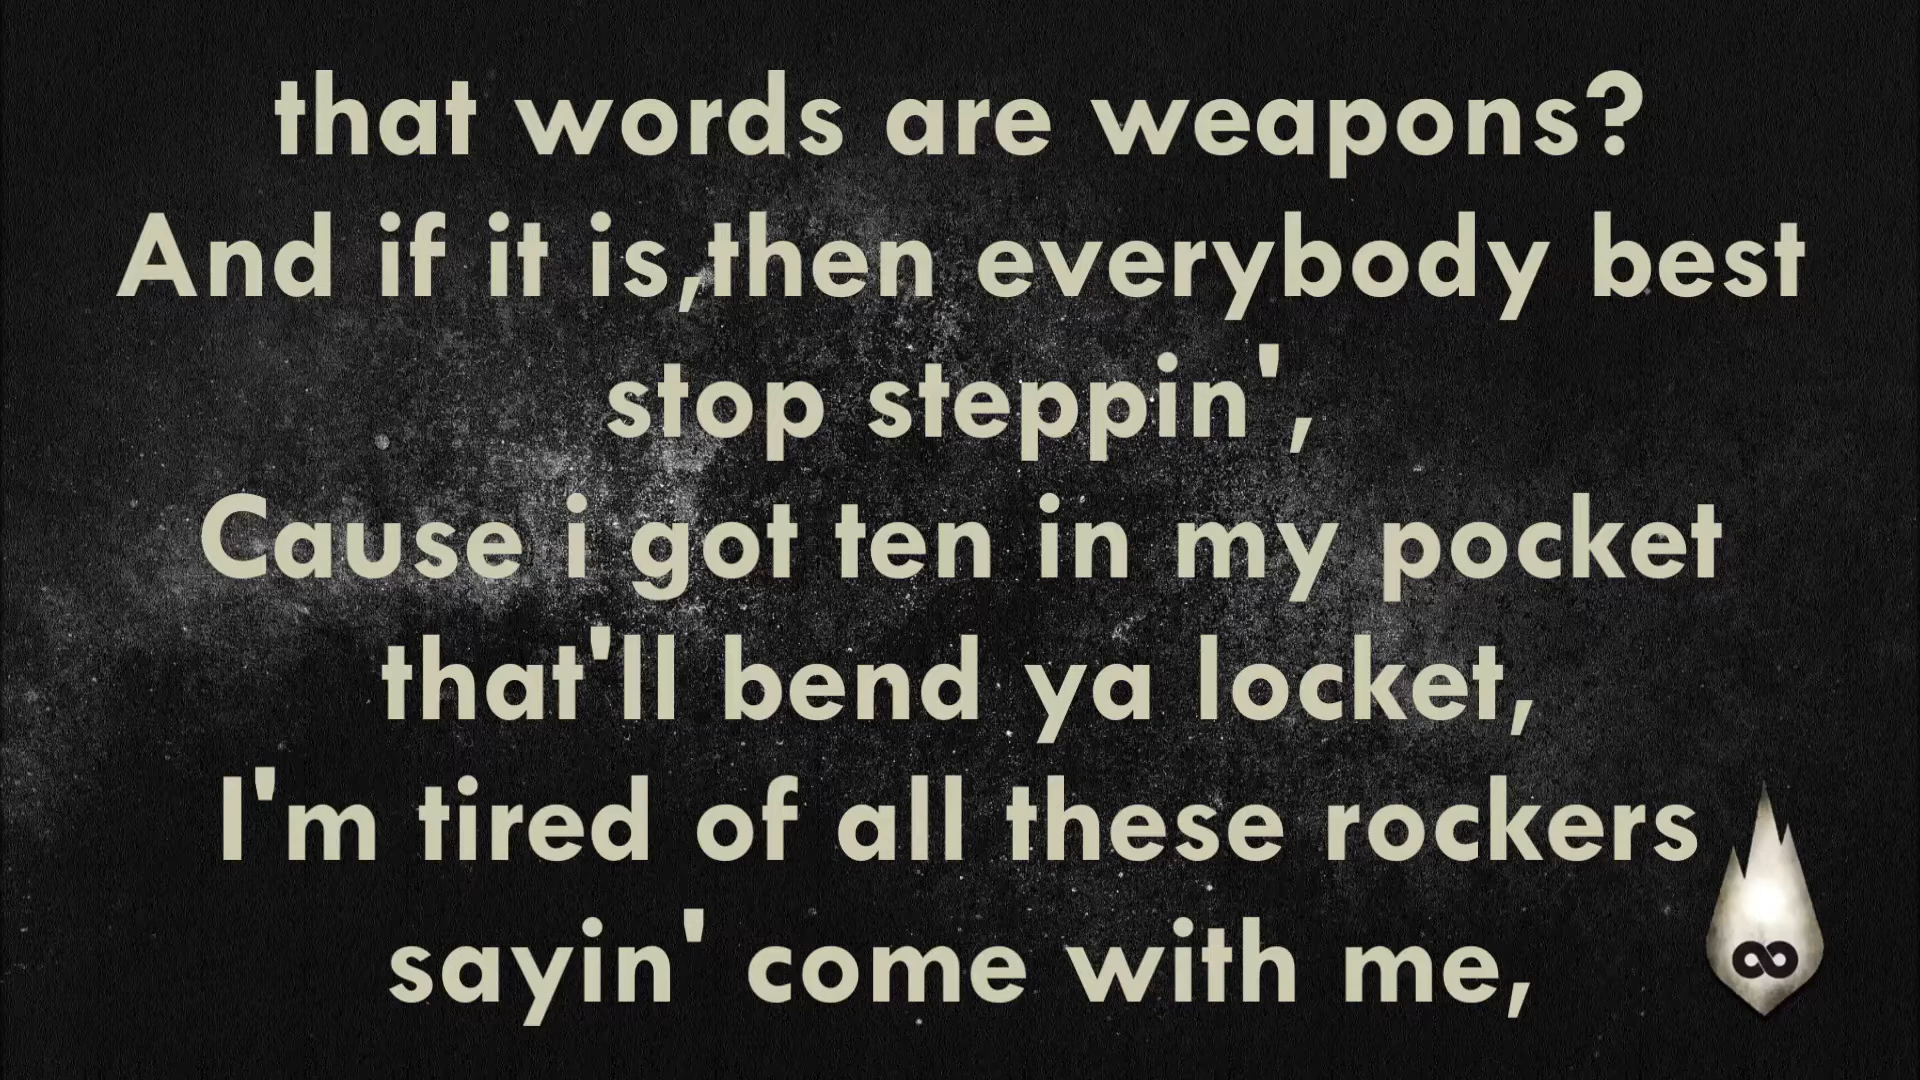 that words are weapons?
And if it is,then everybody best
stop steppin',
Cause i got ten in my pocket
that'll bend ya locket,
I'm tired of all these rockers
sayin' come with me,